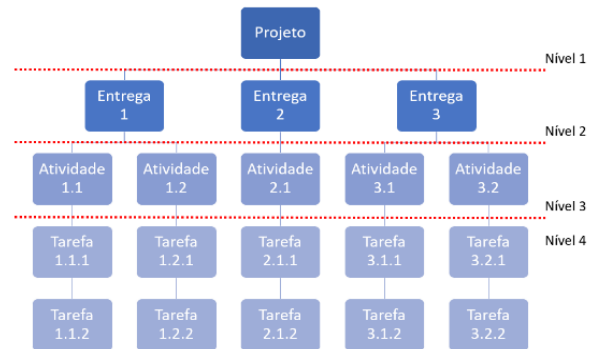 Projeto
Nível 1
Entrega
1
Entrega
2
Entrega
3
Nível 2
Atividade
1.1
Atividade
1.2
Atividade
2.1
Atividade
3.1
Atividade
3.2
Nível 3
Tarefa
1.1.1
Tarefa
1.2.1
Tarefa
2.1.1
Tarefa
3.1.1
Tarefa
3.2.1
Nível 4
Tarefa
1.1.2
Tarefa
1.2.2
Tarefa
2.1.2
Tarefa
3.1.2
Tarefa
3.2.2